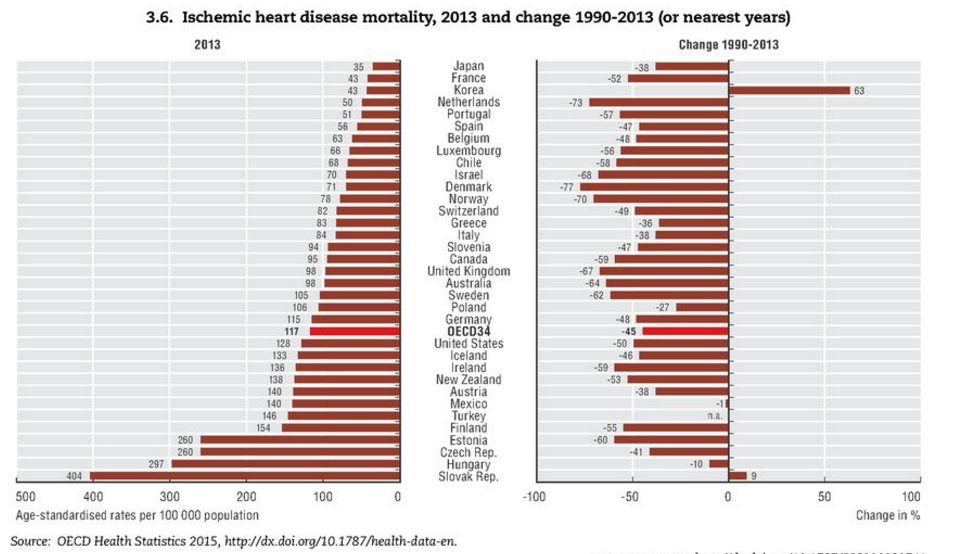 3.6. Ischemic heart disease mortality, 2013 and change 1990-2013 (or nearest years)
2013
Change 1990-2013
35 Japan -38
43 France -52
43 Korea 63
50 Netherlands -73
51 Portugal -57
56 Spain -47
63 Belgium -48
66 Luxembourg -56
68 Chile -58
70 Israel -68
71 Denmark -77
78 Norway -70
82 Switzerland -49
83 Greece -36
84 Italy -38
94 Slovenia -47
95 Canada -59
98 United Kingdom -67
98 Australia -64
105 Sweden -62
106 Poland -27
115 Germany -48
117 OECD34 -45
128 United States -50
133 Iceland -46
136 Ireland -59
138 New Zealand -53
140 Austria -38
140 Mexico -1
146 Turkey n.a.
154 Finland -55
260 Estonia -60
260 Czech Rep. -41
297 Hungary -10
404 Slovak Rep. 9
500 400 300 200 100 0 -100 -50 0 50 100
Age-standardised rates per 100 000 population
Change in %
Source: OECD Health Statistics 2015, http://dx.doi.org/10.1787/health-data-en.